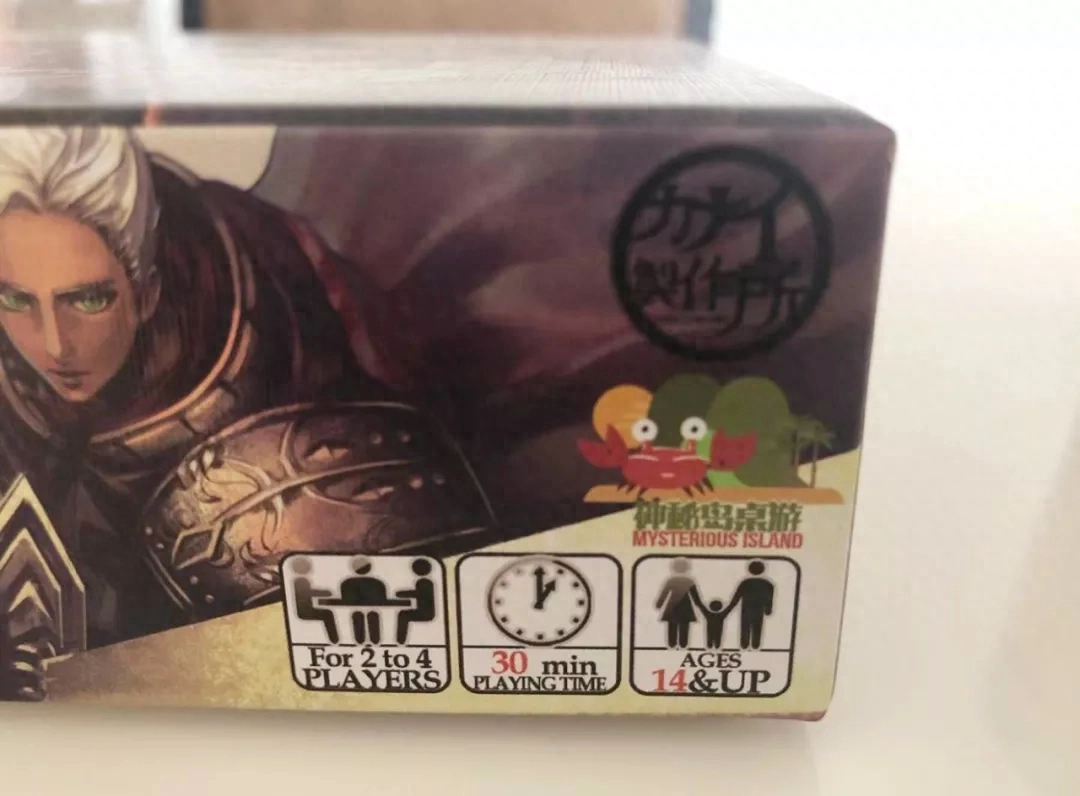 カナイ
製作所
神秘岛桌游
MYSTERIOUS ISLAND
For 2 to 4
PLAYERS
30 min
PLAYING TIME
AGES
14&UP